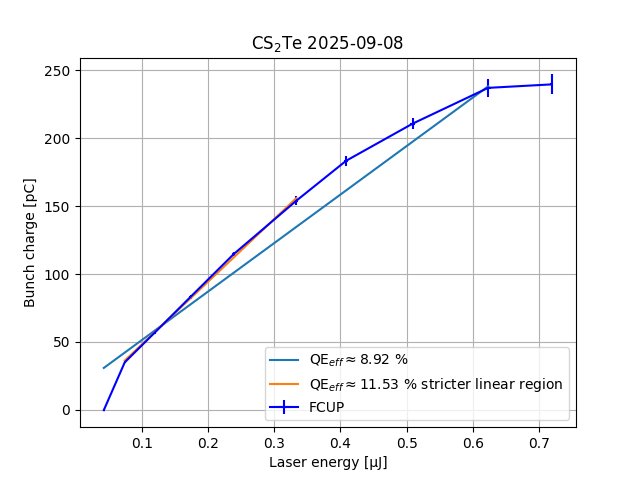 CS₂Te 2025-09-08
Bunch charge [pC]
250
200
150
100
50
0
QE_eff ≈ 8.92 %
QE_eff ≈ 11.53 % stricter linear region
FCUP
0.1 0.2 0.3 0.4 0.5 0.6 0.7
Laser energy [μJ]